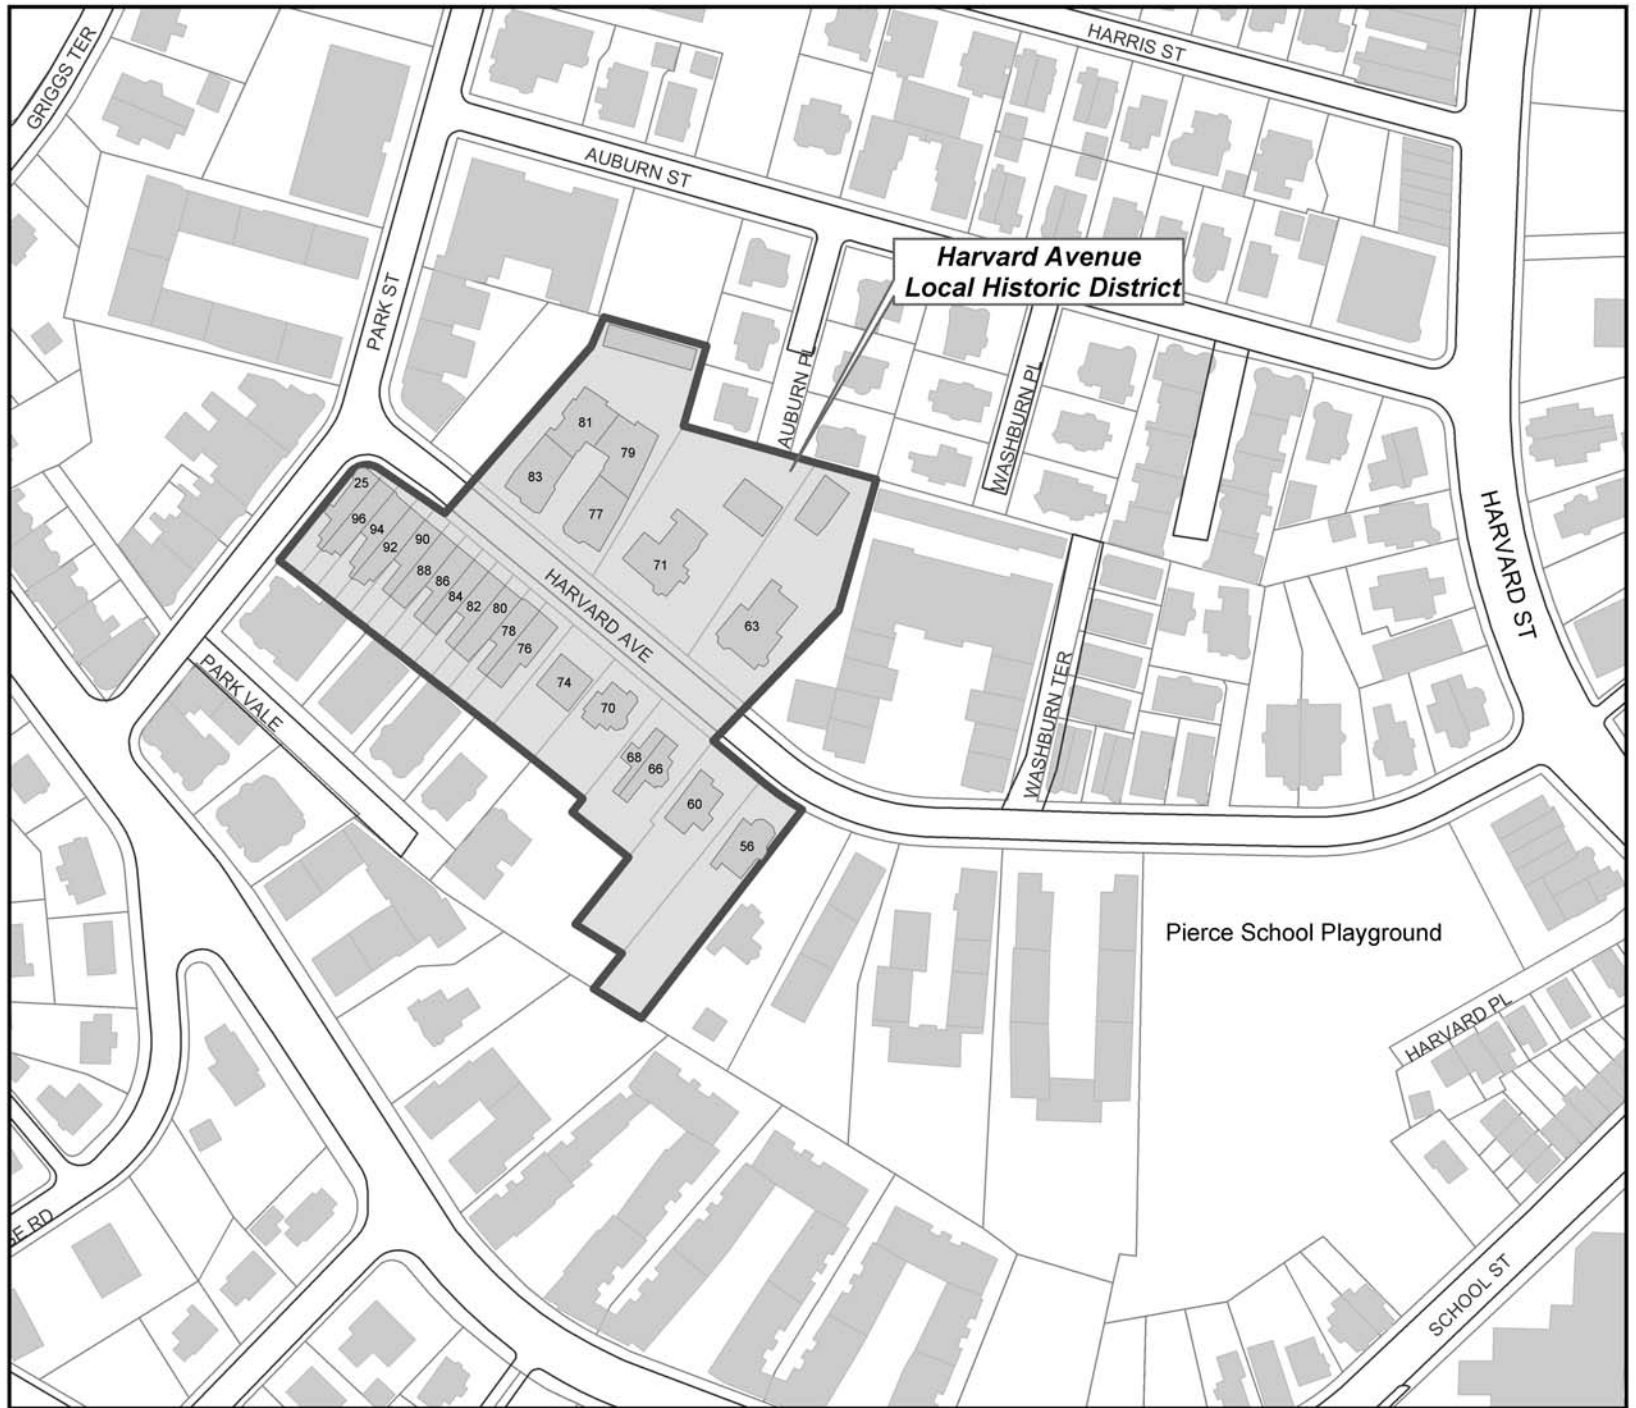 HARRIS ST
GRIGGS TER
AUBURN ST
Harvard Avenue
Local Historic District
PARK ST
AUBURN PL
WASHBURN PL
81
79
83
25
77
96
94
92
90
71
88
86
84
82
80
HARVARD AVE
63
78
76
74
70
68
66
60
56
HARVARD ST
PARK VALE
WASHBURN TER
Pierce School Playground
HARVARD PL
RD
SCHOOL ST